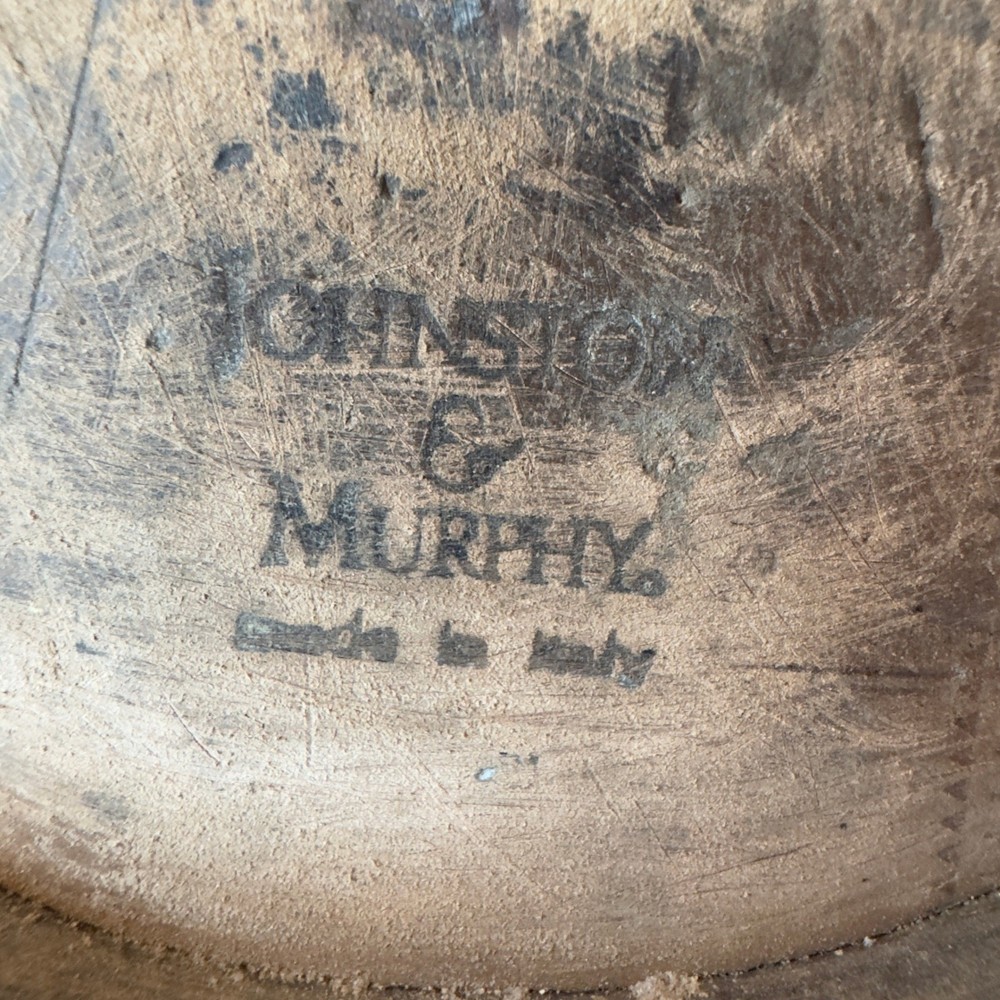 JOHNSTON
&
MURPHY.
made in Italy